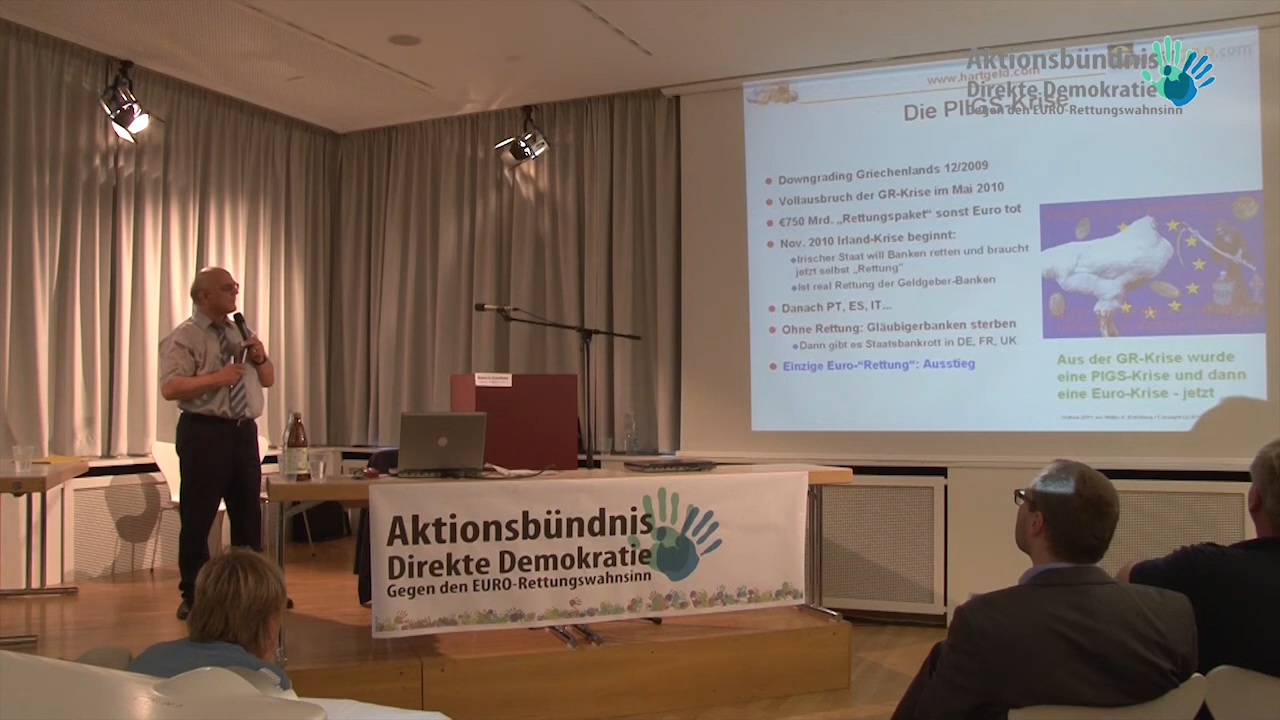 Aktionsbündnis
Direkte Demokratie
Gegen den EURO-Rettungswahnsinn
www.hartgeld.com
.com
Die PIIGS Krise
Downgrading Griechenlands 12/2009
Vollausbruch der GR-Krise im Mai 2010
€750 Mrd. „Rettungspaket“ sonst Euro tot
Nov. 2010 Irland-Krise beginnt:
Irischer Staat will Banken retten und braucht
jetzt selbst „Rettung“
Ist real Rettung der Geldgeber-Banken
Danach PT, ES, IT...
Ohne Rettung: Gläubigerbanken sterben
Dann gibt es Staatsbankrott in DE, FR, UK
Einzige Euro-“Rettung“: Ausstieg
Aus der GR-Krise wurde
eine PIGS-Krise und dann
eine Euro-Krise - jetzt
Aktionsbündnis
Direkte Demokratie
Gegen den EURO-Rettungswahnsinn